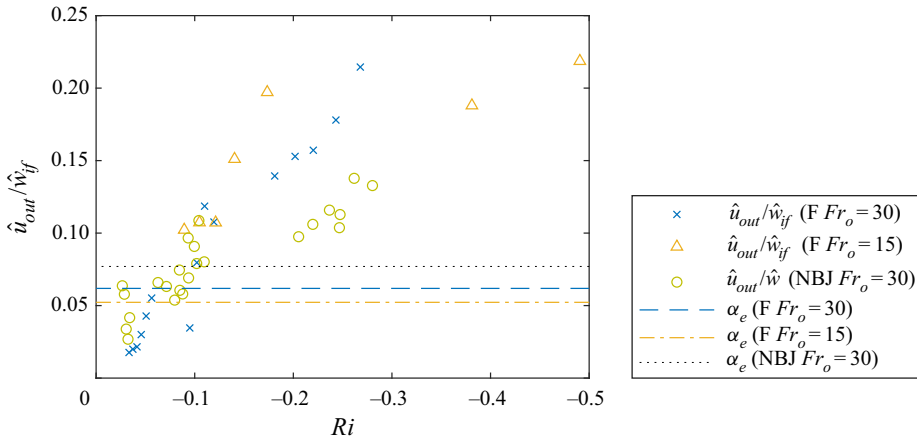 0.25
0.20
0.15
0.10
0.05
û_out/ŵ_if
0 −0.1 −0.2 −0.3 −0.4 −0.5
Ri
û_out/ŵ_if (F Fr_o = 30)
û_out/ŵ_if (F Fr_o = 15)
û_out/ŵ (NBJ Fr_o = 30)
α_e (F Fr_o = 30)
α_e (F Fr_o = 15)
α_e (NBJ Fr_o = 30)